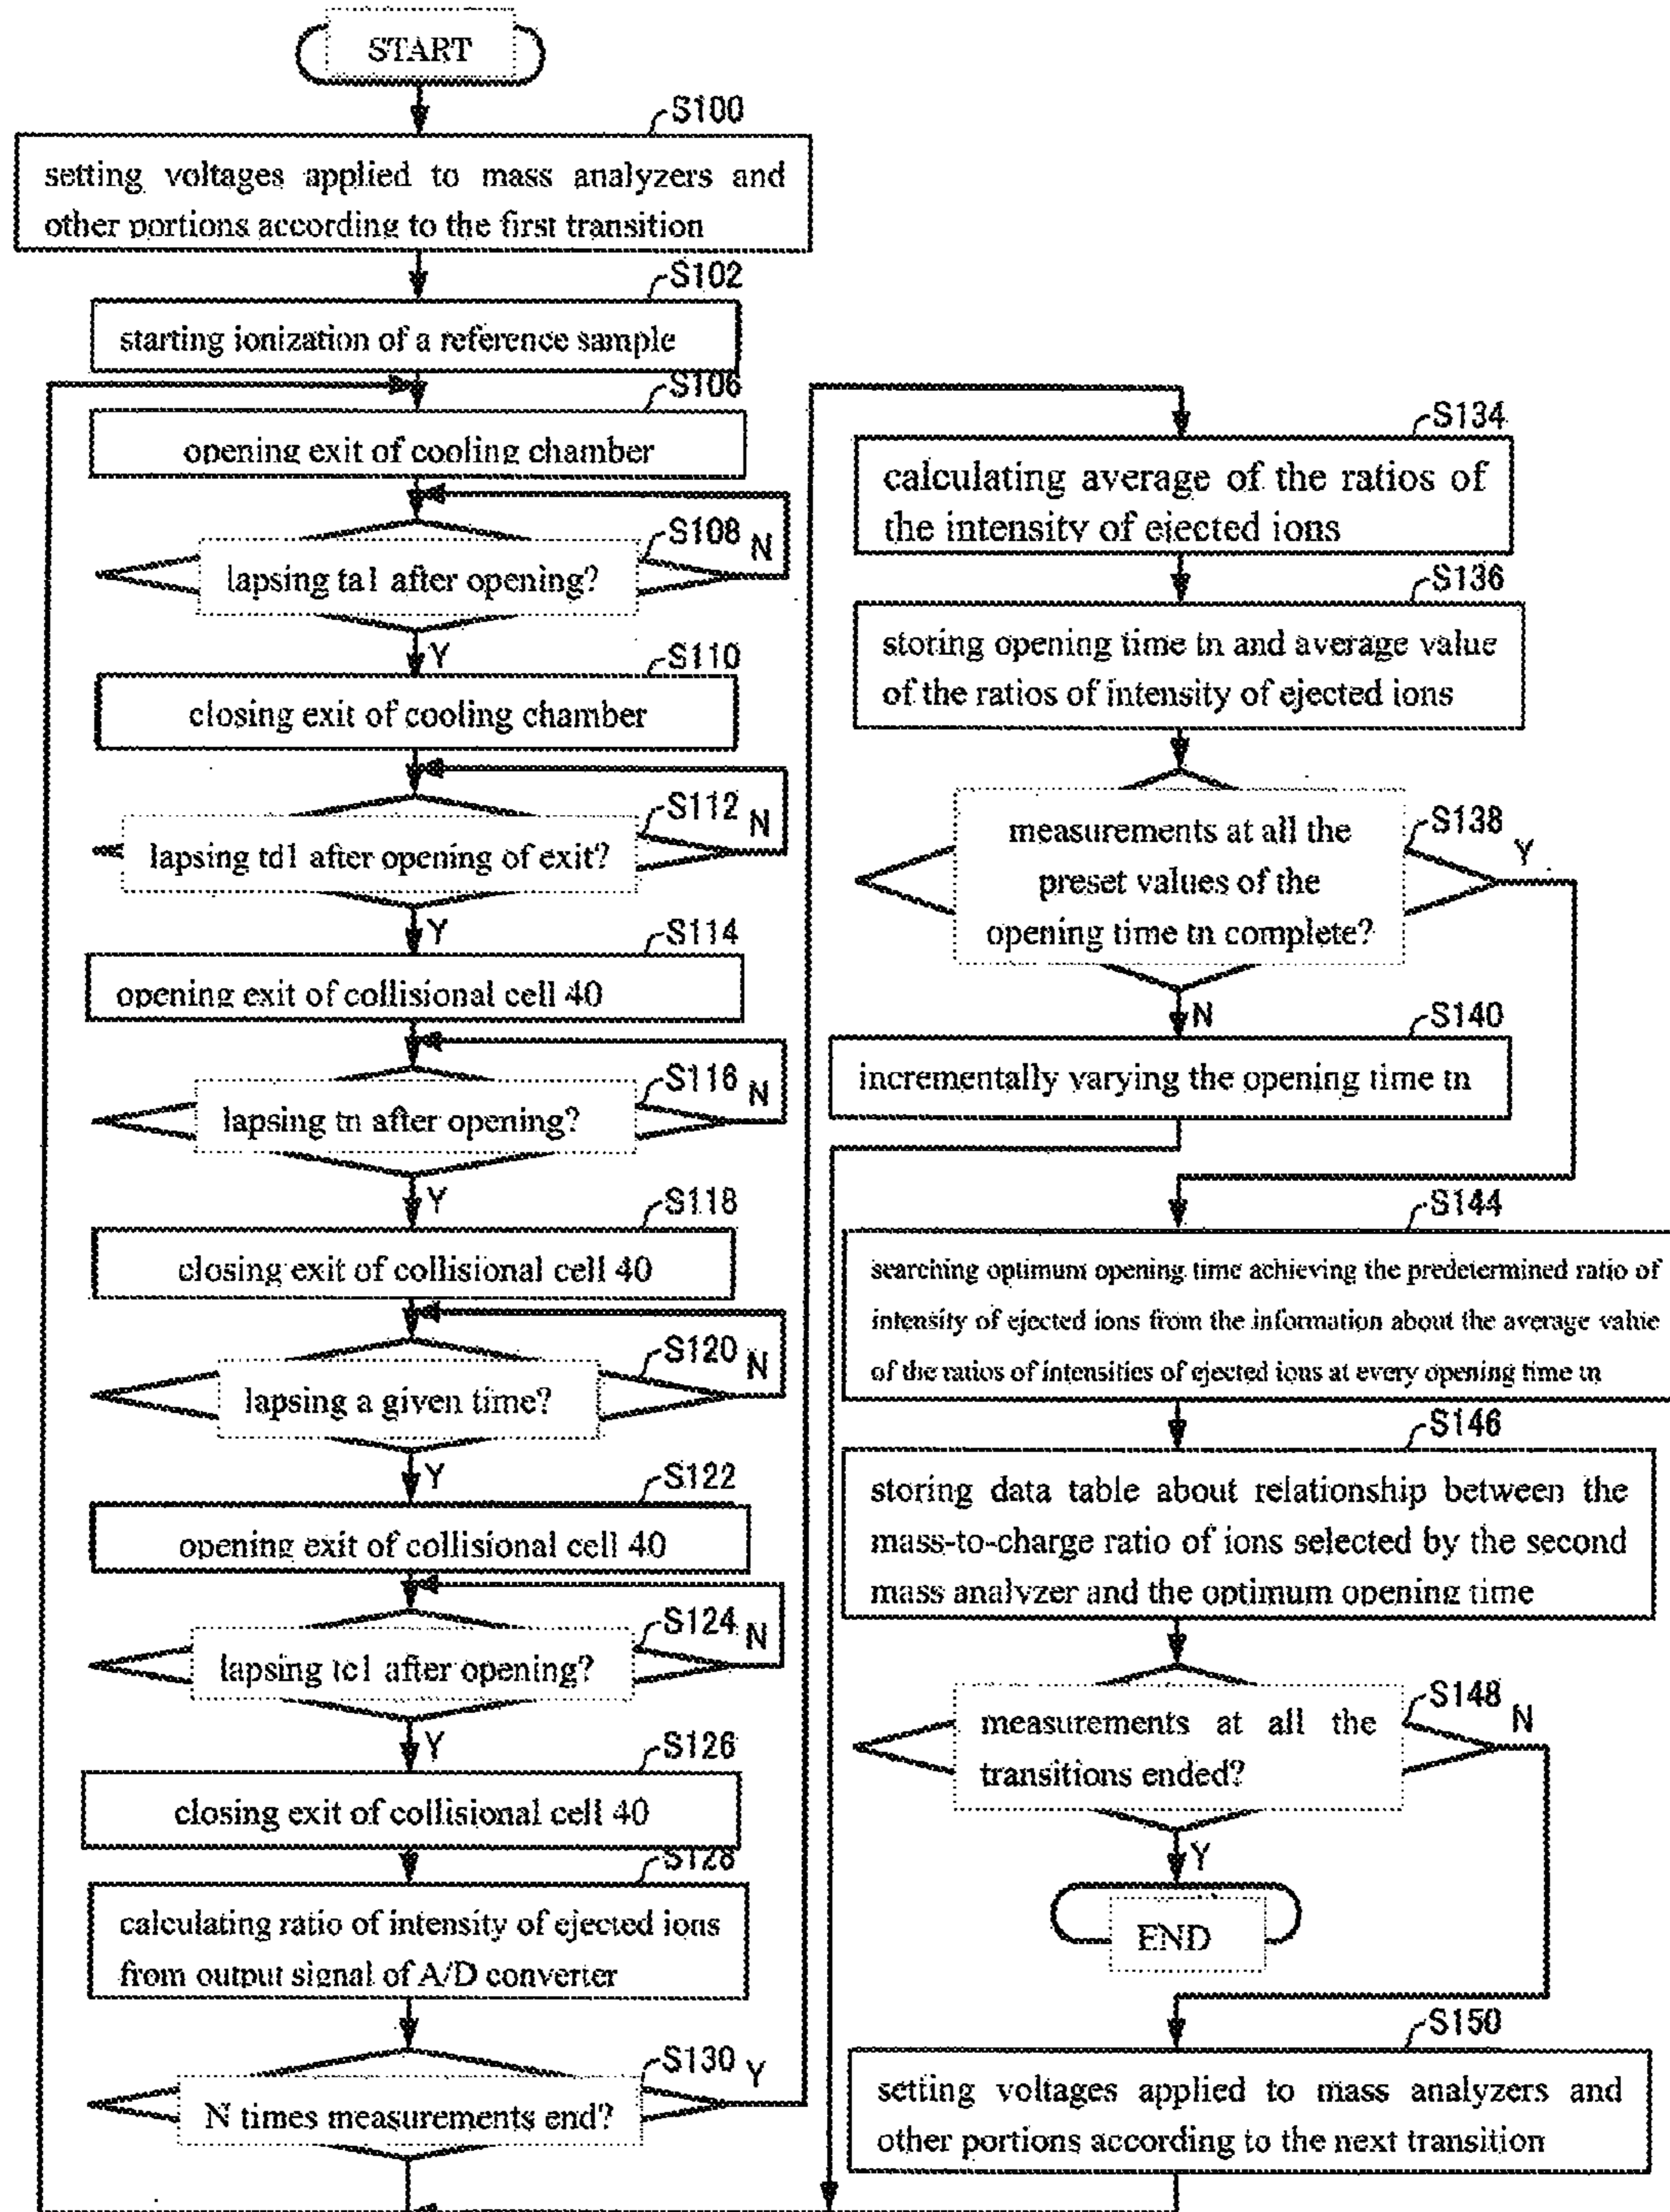 START
S100
setting voltages applied to mass analyzers and
other portions according to the first transition
S102
starting ionization of a reference sample
S106
opening exit of cooling chamber
S108
N
lapsing ta1 after opening?
Y
S110
closing exit of cooling chamber
S112
N
lapsing td1 after opening of exit?
Y
S114
opening exit of collisional cell 40
S116
N
lapsing tn after opening?
Y
S118
closing exit of collisional cell 40
S120
N
lapsing a given time?
Y
S122
opening exit of collisional cell 40
S124
N
lapsing tc1 after opening?
Y
S126
closing exit of collisional cell 40
S128
calculating ratio of intensity of ejected ions
from output signal of A/D converter
S130
Y
N times measurements end?
S134
calculating average of the ratios of
the intensity of ejected ions
S136
storing opening time tn and average value
of the ratios of intensity of ejected ions
S138
Y
measurements at all the
preset values of the
opening time tn complete?
N
S140
incrementally varying the opening time tn
S144
searching optimum opening time achieving the predetermined ratio of
intensity of ejected ions from the information about the average value
of the ratios of intensities of ejected ions at every opening time tn
S146
storing data table about relationship between the
mass-to-charge ratio of ions selected by the second
mass analyzer and the optimum opening time
S148
N
measurements at all the
transitions ended?
Y
END
S150
setting voltages applied to mass analyzers and
other portions according to the next transition